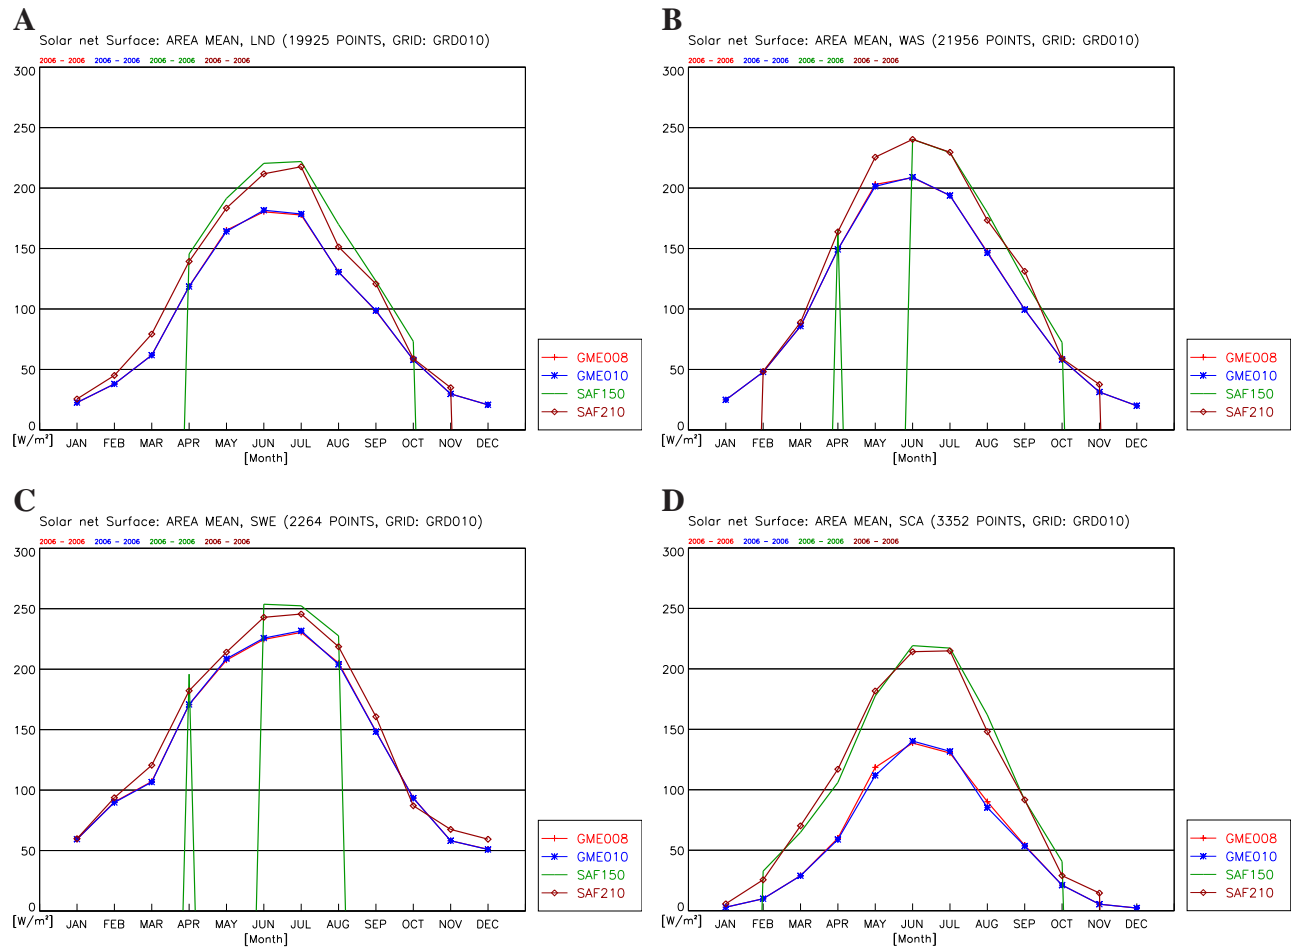 A
Solar net Surface: AREA MEAN, LND (19925 POINTS, GRID: GRD010)
2006 - 2006 2006 - 2006 2006 - 2006 2006 - 2006
300
250
200
150
100
50
0
[W/m²]
JAN FEB MAR APR MAY JUN JUL AUG SEP OCT NOV DEC
[Month]
GME008
GME010
SAF150
SAF210
B
Solar net Surface: AREA MEAN, WAS (21956 POINTS, GRID: GRD010)
2006 - 2006 2006 - 2006 2006 - 2006 2006 - 2006
300
250
200
150
100
50
0
[W/m²]
JAN FEB MAR APR MAY JUN JUL AUG SEP OCT NOV DEC
[Month]
GME008
GME010
SAF150
SAF210
C
Solar net Surface: AREA MEAN, SWE (2264 POINTS, GRID: GRD010)
2006 - 2006 2006 - 2006 2006 - 2006 2006 - 2006
300
250
200
150
100
50
0
[W/m²]
JAN FEB MAR APR MAY JUN JUL AUG SEP OCT NOV DEC
[Month]
GME008
GME010
SAF150
SAF210
D
Solar net Surface: AREA MEAN, SCA (3352 POINTS, GRID: GRD010)
2006 - 2006 2006 - 2006 2006 - 2006 2006 - 2006
300
250
200
150
100
50
0
[W/m²]
JAN FEB MAR APR MAY JUN JUL AUG SEP OCT NOV DEC
[Month]
GME008
GME010
SAF150
SAF210